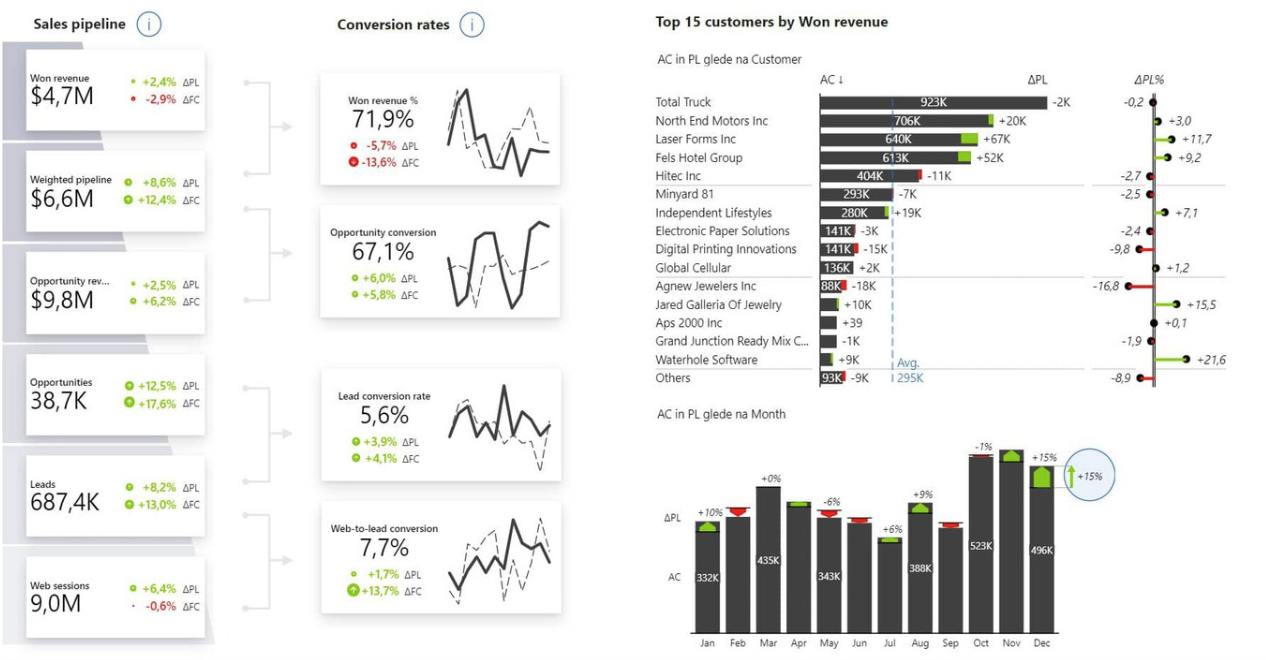 Sales pipeline i
Won revenue
$4,7M
+2,4% ΔPL
-2,9% ΔFC
Weighted pipeline
$6,6M
+8,6% ΔPL
+12,4% ΔFC
Opportunity rev...
$9,8M
+2,5% ΔPL
+6,2% ΔFC
Opportunities
38,7K
+12,5% ΔPL
+17,6% ΔFC
Leads
687,4K
+8,2% ΔPL
+13,0% ΔFC
Web sessions
9,0M
+6,4% ΔPL
-0,6% ΔFC
Conversion rates i
Won revenue %
71,9%
-5,7% ΔPL
-13,6% ΔFC
Opportunity conversion
67,1%
+6,0% ΔPL
+5,8% ΔFC
Lead conversion rate
5,6%
+3,9% ΔPL
+4,1% ΔFC
Web-to-lead conversion
7,7%
+1,7% ΔPL
+13,7% ΔFC
Top 15 customers by Won revenue
AC in PL glede na Customer
AC ↓ ΔPL ΔPL%
Total Truck 923K -2K -0,2
North End Motors Inc 706K +20K +3,0
Laser Forms Inc 640K +67K +11,7
Fels Hotel Group 613K +52K +9,2
Hitec Inc 404K -11K -2,7
Minyard 81 293K -7K -2,5
Independent Lifestyles 280K +19K +7,1
Electronic Paper Solutions 141K -3K -2,4
Digital Printing Innovations 141K -15K -9,8
Global Cellular 136K +2K +1,2
Agnew Jewelers Inc 88K -18K -16,8
Jared Galleria Of Jewelry +10K +15,5
Aps 2000 Inc +39 +0,1
Grand Junction Ready Mix C... -1K -1,9
Waterhole Software +9K +21,6
Avg.
Others 93K -9K 295K -8,9
AC in PL glede na Month
ΔPL +10% +0% -6% +6% +9% -1% +15% +15%
AC 332K 435K 343K 388K 523K 496K
Jan Feb Mar Apr May Jun Jul Aug Sep Oct Nov Dec